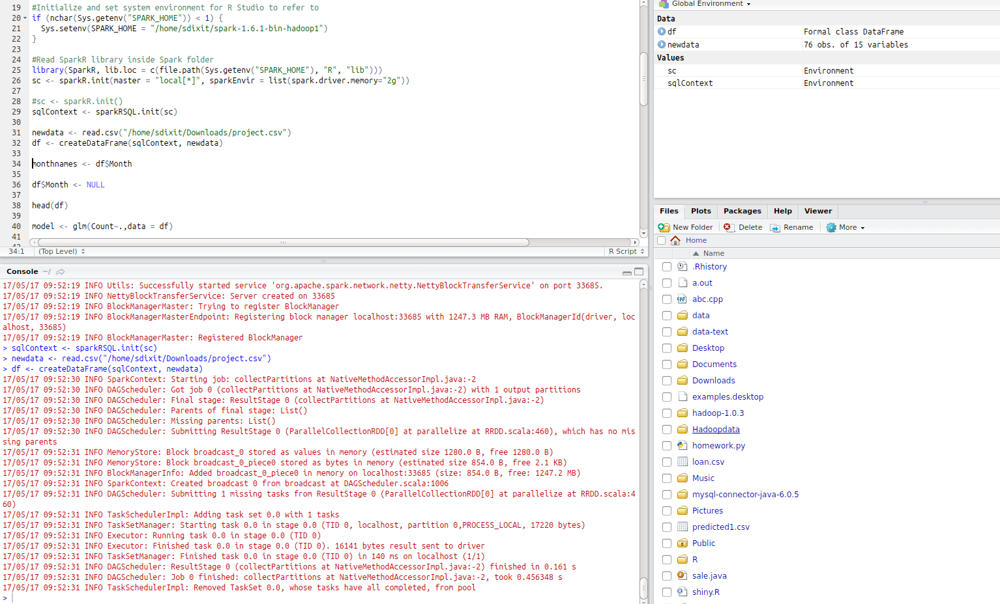 19 #Initialize and set system environment for R Studio to refer to
20 if (nchar(Sys.getenv("SPARK_HOME")) < 1) {
21 Sys.setenv(SPARK_HOME = "/home/sdixit/spark-1.6.1-bin-hadoop1")
22 }
23
24 #Read SparkR library inside Spark folder
25 library(SparkR, lib.loc = c(file.path(Sys.getenv("SPARK_HOME"), "R", "lib")))
26 sc <- sparkR.init(master = "local[*]", sparkEnvir = list(spark.driver.memory="2g"))
27
28 #sc <- sparkR.init()
29 sqlContext <- sparkRSQL.init(sc)
30
31 newdata <- read.csv("/home/sdixit/Downloads/project.csv")
32 df <- createDataFrame(sqlContext, newdata)
33
34 monthnames <- df$Month
35
36 df$Month <- NULL
37
38 head(df)
39
40 model <- glm(Count~.,data = df)
41
34:1 (Top Level) R Script
Console ~/
17/05/17 09:52:19 INFO Utils: Successfully started service 'org.apache.spark.network.netty.NettyBlockTransferService' on port 33685.
17/05/17 09:52:19 INFO NettyBlockTransferService: Server created on 33685
17/05/17 09:52:19 INFO BlockManagerMaster: Trying to register BlockManager
17/05/17 09:52:19 INFO BlockManagerMasterEndpoint: Registering block manager localhost:33685 with 1247.3 MB RAM, BlockManagerId(driver, loc
alhost, 33685)
17/05/17 09:52:19 INFO BlockManagerMaster: Registered BlockManager
> sqlContext <- sparkRSQL.init(sc)
> newdata <- read.csv("/home/sdixit/Downloads/project.csv")
> df <- createDataFrame(sqlContext, newdata)
17/05/17 09:52:30 INFO SparkContext: Starting job: collectPartitions at NativeMethodAccessorImpl.java:-2
17/05/17 09:52:30 INFO DAGScheduler: Got job 0 (collectPartitions at NativeMethodAccessorImpl.java:-2) with 1 output partitions
17/05/17 09:52:30 INFO DAGScheduler: Final stage: ResultStage 0 (collectPartitions at NativeMethodAccessorImpl.java:-2)
17/05/17 09:52:30 INFO DAGScheduler: Parents of final stage: List()
17/05/17 09:52:30 INFO DAGScheduler: Missing parents: List()
17/05/17 09:52:30 INFO DAGScheduler: Submitting ResultStage 0 (ParallelCollectionRDD[0] at parallelize at RRDD.scala:460), which has no mis
sing parents
17/05/17 09:52:31 INFO MemoryStore: Block broadcast_0 stored as values in memory (estimated size 1280.0 B, free 1280.0 B)
17/05/17 09:52:31 INFO MemoryStore: Block broadcast_0_piece0 stored as bytes in memory (estimated size 854.0 B, free 2.1 KB)
17/05/17 09:52:31 INFO BlockManagerInfo: Added broadcast_0_piece0 in memory on localhost:33685 (size: 854.0 B, free: 1247.2 MB)
17/05/17 09:52:31 INFO SparkContext: Created broadcast 0 from broadcast at DAGScheduler.scala:1006
17/05/17 09:52:31 INFO DAGScheduler: Submitting 1 missing tasks from ResultStage 0 (ParallelCollectionRDD[0] at parallelize at RRDD.scala:4
60)
17/05/17 09:52:31 INFO TaskSchedulerImpl: Adding task set 0.0 with 1 tasks
17/05/17 09:52:31 INFO TaskSetManager: Starting task 0.0 in stage 0.0 (TID 0, localhost, partition 0,PROCESS_LOCAL, 17220 bytes)
17/05/17 09:52:31 INFO Executor: Running task 0.0 in stage 0.0 (TID 0)
17/05/17 09:52:31 INFO Executor: Finished task 0.0 in stage 0.0 (TID 0). 16141 bytes result sent to driver
17/05/17 09:52:31 INFO TaskSetManager: Finished task 0.0 in stage 0.0 (TID 0) in 140 ms on localhost (1/1)
17/05/17 09:52:31 INFO DAGScheduler: ResultStage 0 (collectPartitions at NativeMethodAccessorImpl.java:-2) finished in 0.161 s
17/05/17 09:52:31 INFO DAGScheduler: Job 0 finished: collectPartitions at NativeMethodAccessorImpl.java:-2, took 0.456348 s
17/05/17 09:52:31 INFO TaskSchedulerImpl: Removed TaskSet 0.0, whose tasks have all completed, from pool
>
Global Environment
Data
df Formal class DataFrame
newdata 76 obs. of 15 variables
Values
sc Environment
sqlContext Environment
Files Plots Packages Help Viewer
New Folder Delete Rename More
Home
Name
.Rhistory
a.out
abc.cpp
data
data-text
Desktop
Documents
Downloads
examples.desktop
hadoop-1.0.3
Hadoopdata
homework.py
loan.csv
Music
mysql-connector-java-6.0.5
Pictures
predicted1.csv
Public
R
sale.java
shiny.R